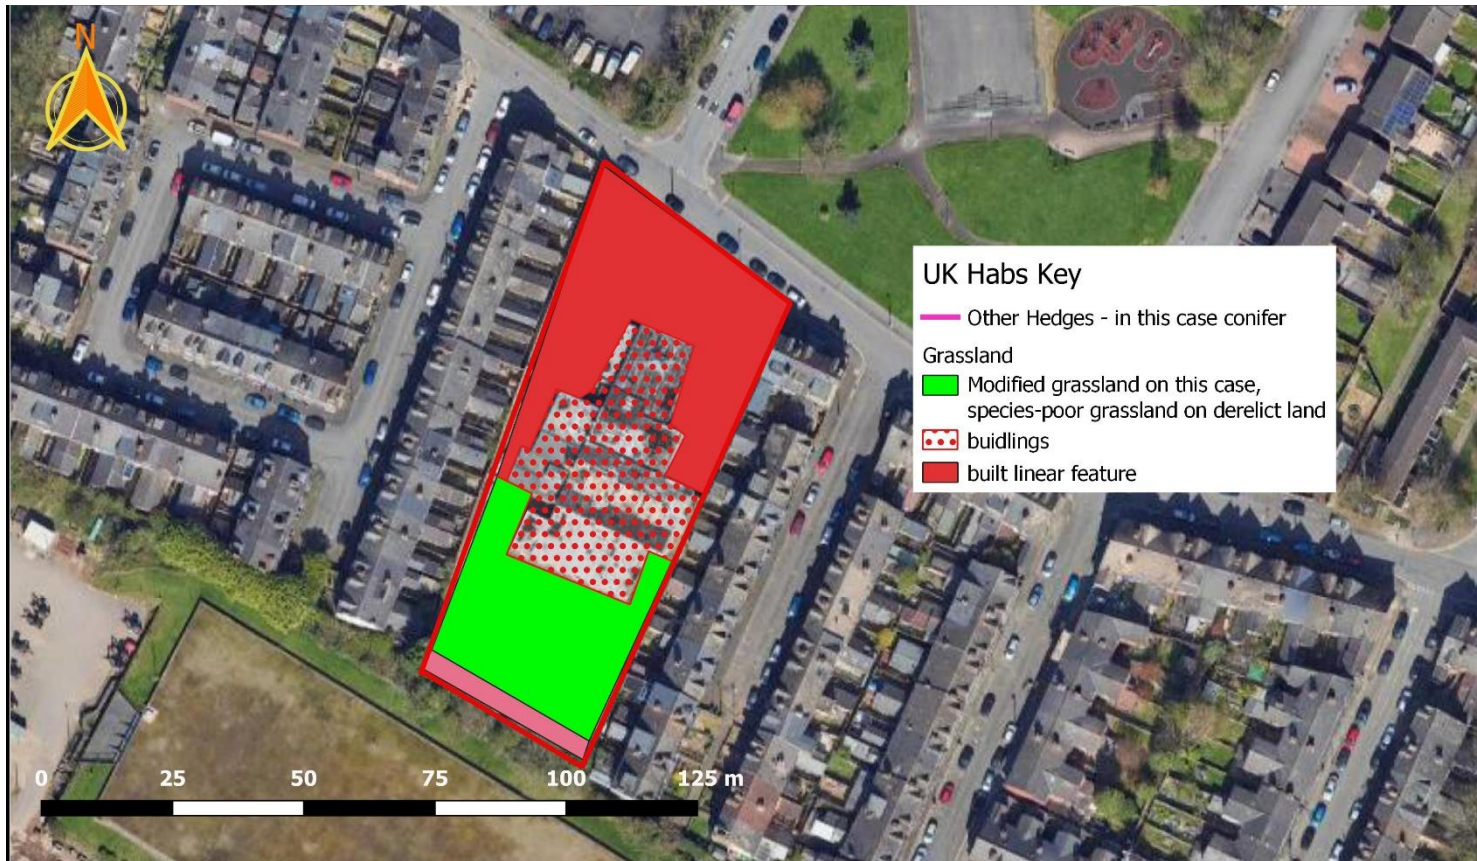 N
UK Habs Key
Other Hedges - in this case conifer
Grassland
Modified grassland on this case,
species-poor grassland on derelict land
buidlings
built linear feature
0 25 50 75 100 125 m